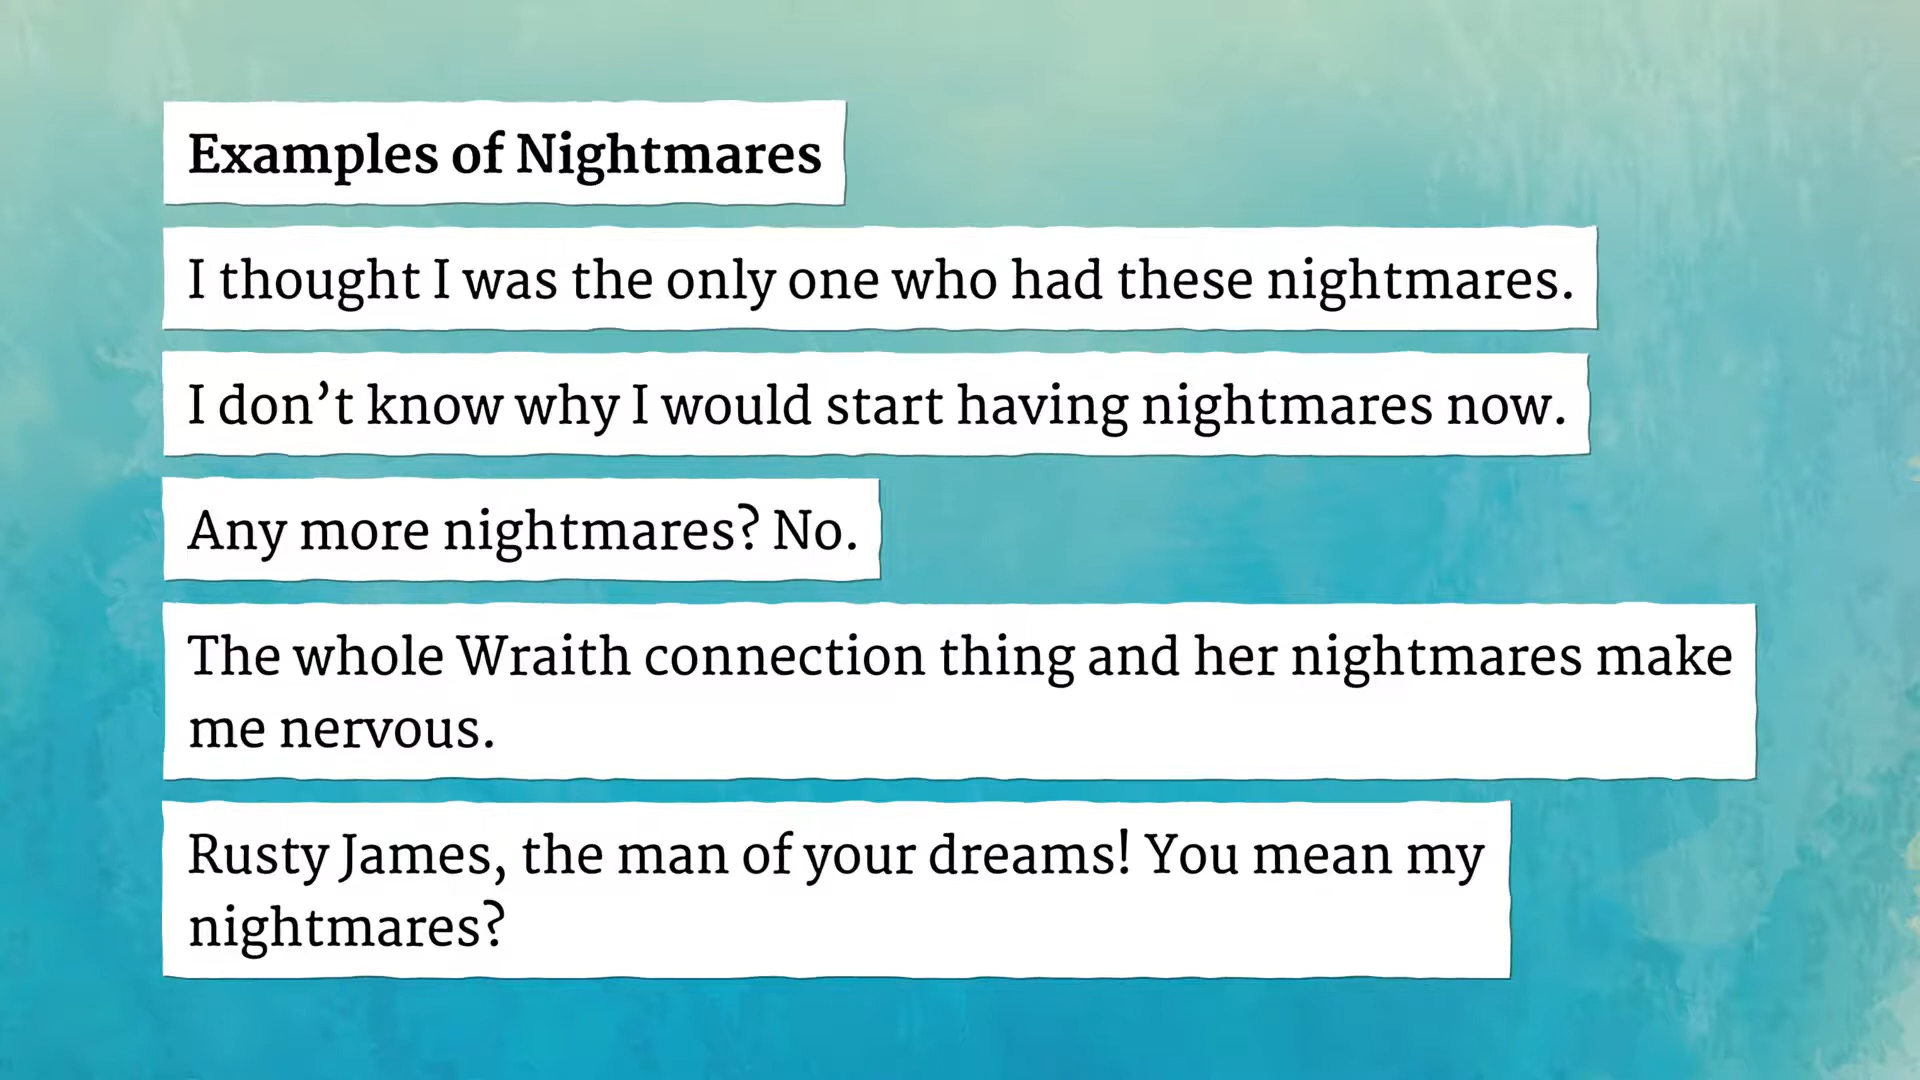 Examples of Nightmares
I thought I was the only one who had these nightmares.
I don’t know why I would start having nightmares now.
Any more nightmares? No.
The whole Wraith connection thing and her nightmares make
me nervous.
Rusty James, the man of your dreams! You mean my
nightmares?